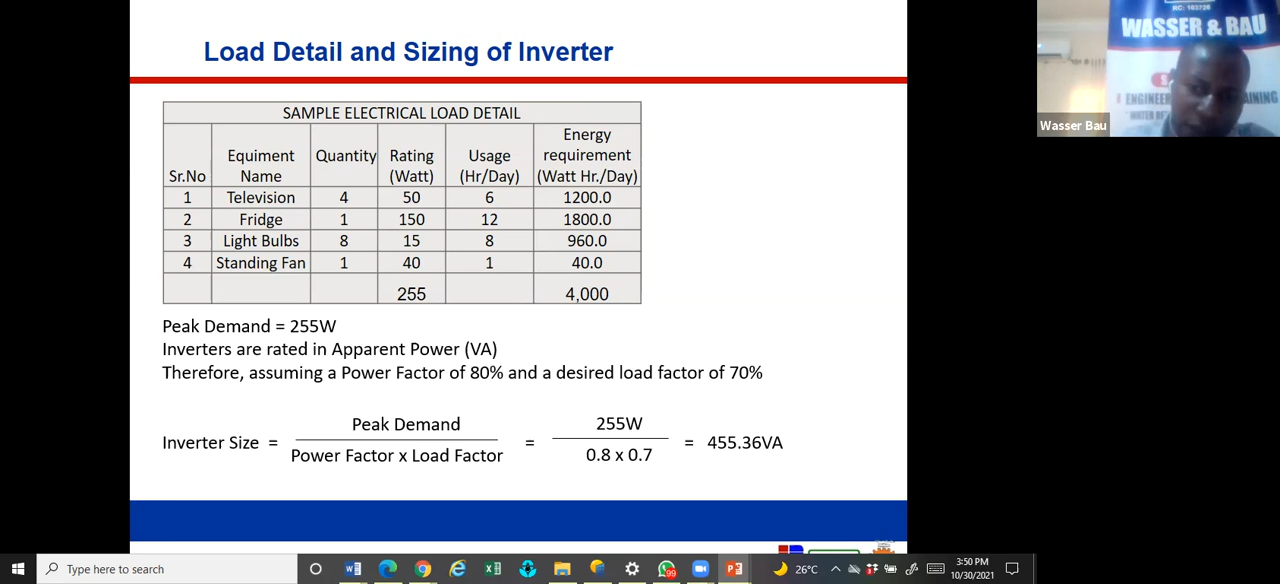 Load Detail and Sizing of Inverter
SAMPLE ELECTRICAL LOAD DETAIL
Sr.No Equiment Name Quantity Rating (Watt) Usage (Hr/Day) Energy requirement (Watt Hr./Day)
1 Television 4 50 6 1200.0
2 Fridge 1 150 12 1800.0
3 Light Bulbs 8 15 8 960.0
4 Standing Fan 1 40 1 40.0
255 4,000
Peak Demand = 255W
Inverters are rated in Apparent Power (VA)
Therefore, assuming a Power Factor of 80% and a desired load factor of 70%
Inverter Size = Peak Demand / Power Factor x Load Factor = 255W / 0.8 x 0.7 = 455.36VA
RC: 163726
WASSER & BAU
Wasser Bau
Type here to search
99
26°C
3:50 PM
10/30/2021